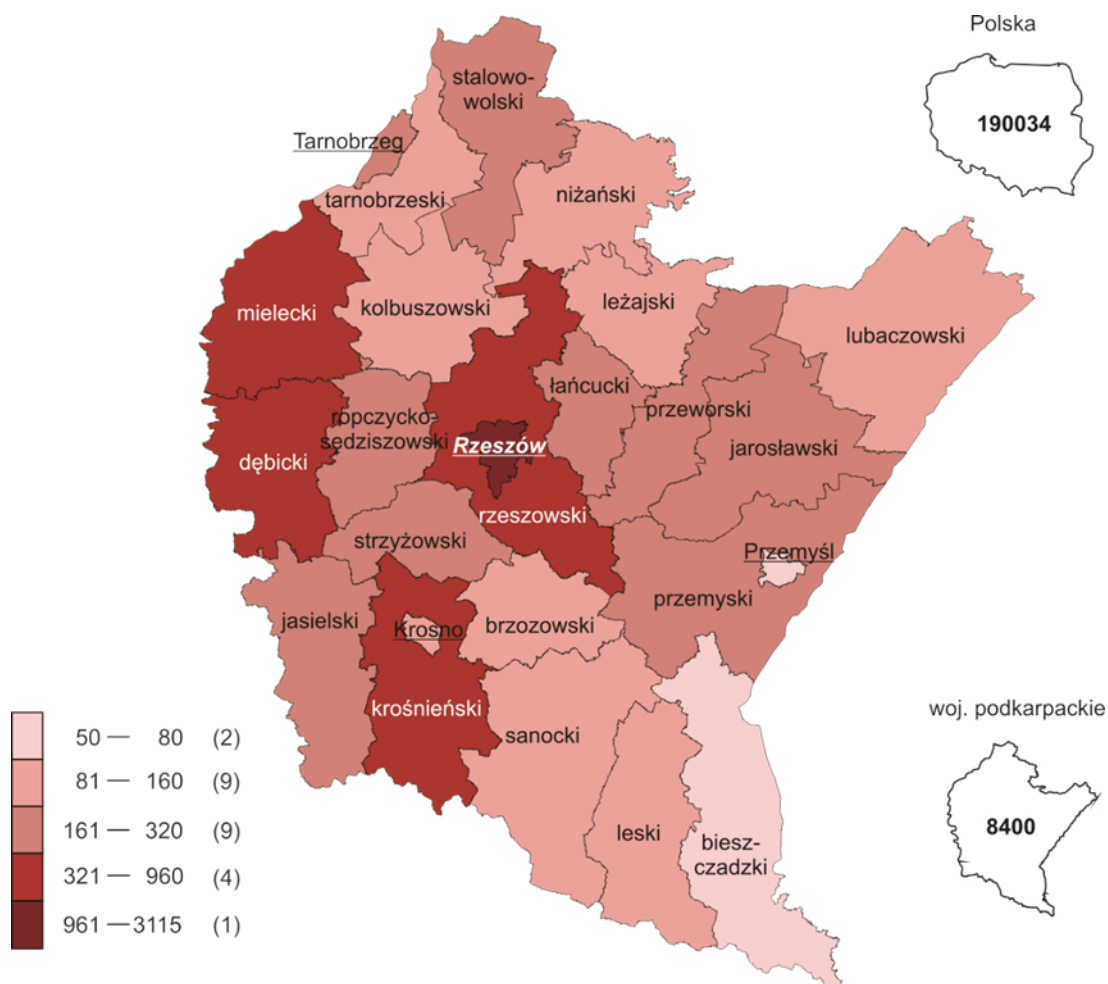 Polska
190034
stalowo-
wolski
Tarnobrzeg
tarnobrzeski
niżański
mielecki
kolbuszowski
leżajski
lubaczowski
łańcucki
ropczycko-
sędziszowski
przeworski
jarosławski
dębicki
Rzeszów
rzeszowski
strzyżowski
Przemyśl
przemyski
jasielski
Krosno
brzozowski
krośnieński
sanocki
leski
biesz-
czadzki
woj. podkarpackie
8400
50 — 80 (2)
81 — 160 (9)
161 — 320 (9)
321 — 960 (4)
961 — 3115 (1)